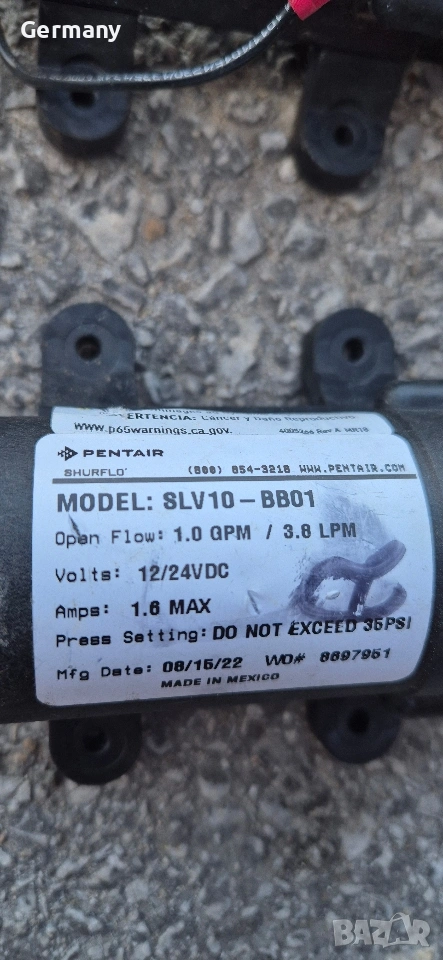 Germany
ERTENCIA: Cáncer y Daño Reproductivo
www.p65warnings.ca.gov.
PENTAIR
SHURFLO®
(800) 854-3218 WWW.PENTAIR.COM
MODEL: SLV10-BB01
Open Flow: 1.0 GPM / 3.8 LPM
Volts: 12/24VDC
Amps: 1.6 MAX
Press Setting: DO NOT EXCEED 35PSI
Mfg Date: 08/15/22 WO# 8697951
MADE IN MEXICO
BAZAR